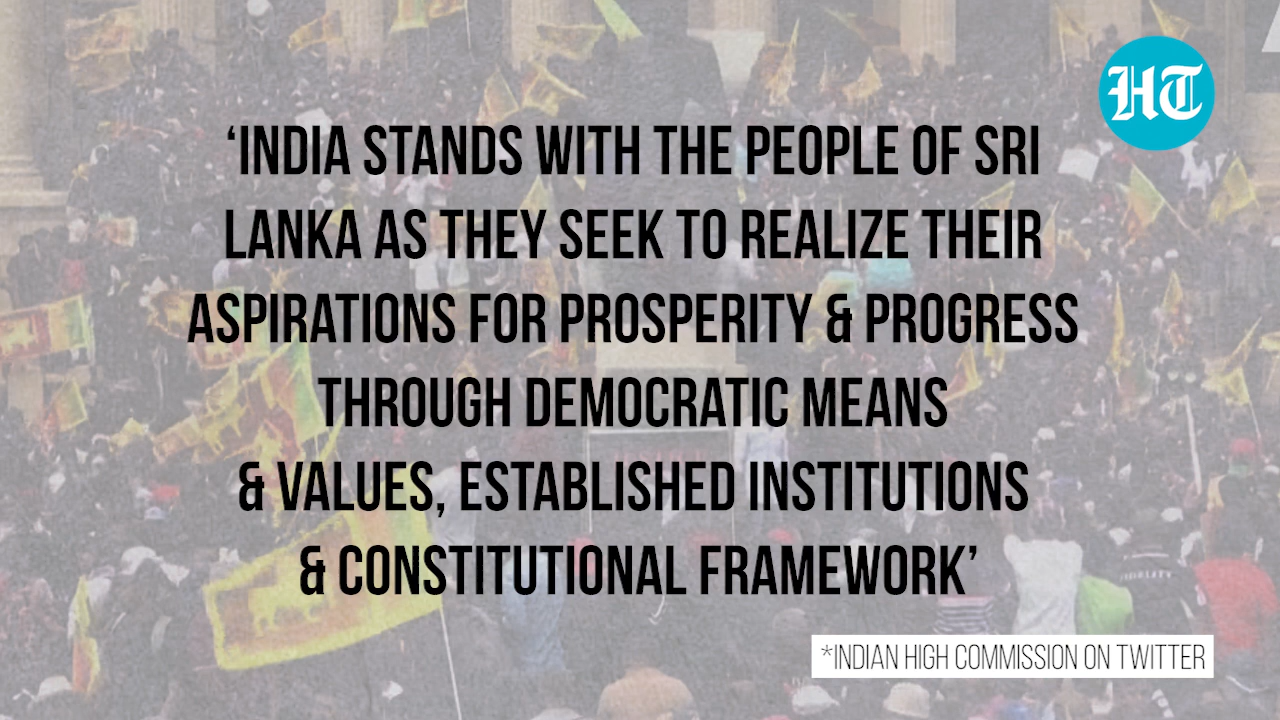 HT
‘INDIA STANDS WITH THE PEOPLE OF SRI
LANKA AS THEY SEEK TO REALIZE THEIR
ASPIRATIONS FOR PROSPERITY & PROGRESS
THROUGH DEMOCRATIC MEANS
& VALUES, ESTABLISHED INSTITUTIONS
& CONSTITUTIONAL FRAMEWORK’
*INDIAN HIGH COMMISSION ON TWITTER